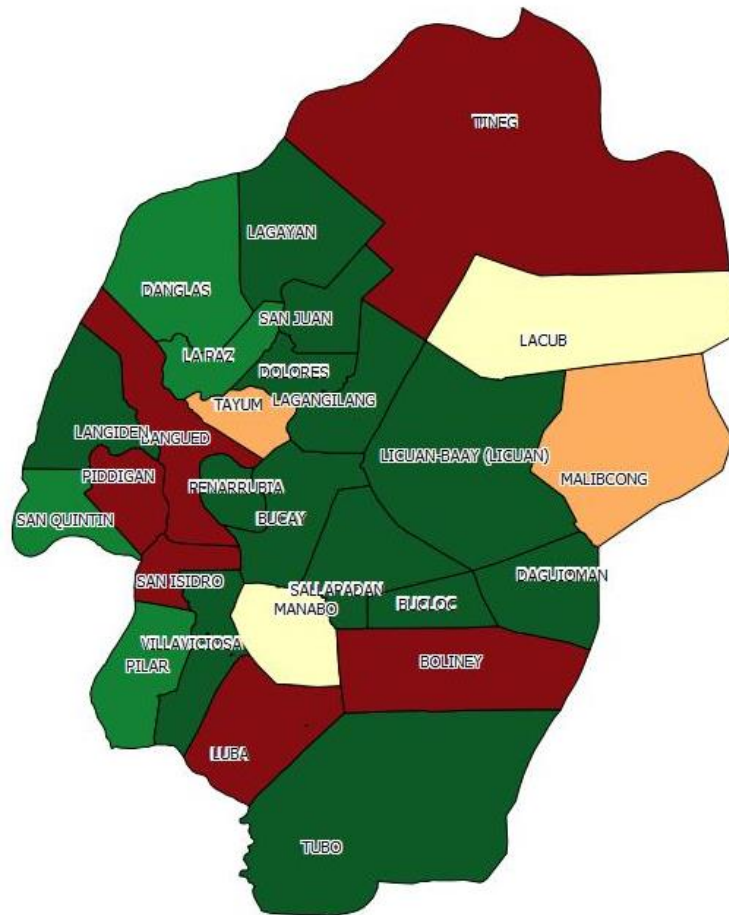 TINEG
LAGAYAN
DANGLAS
SAN JUAN
LACUB
LA PAZ
DOLORES
TAYUM
LAGANGILANG
LANGIDEN
BANGUED
LICUAN-BAAY (LICUAN)
PIDDIGAN
PENARRUBIA
MALIBCONG
SAN QUINTIN
BUCAY
SAN ISIDRO
SALLAPADAN
DAGUIOMAN
MANABO
BUCLOC
VILLAVICIOSA
PILAR
BOLINEY
LUBA
TUBO